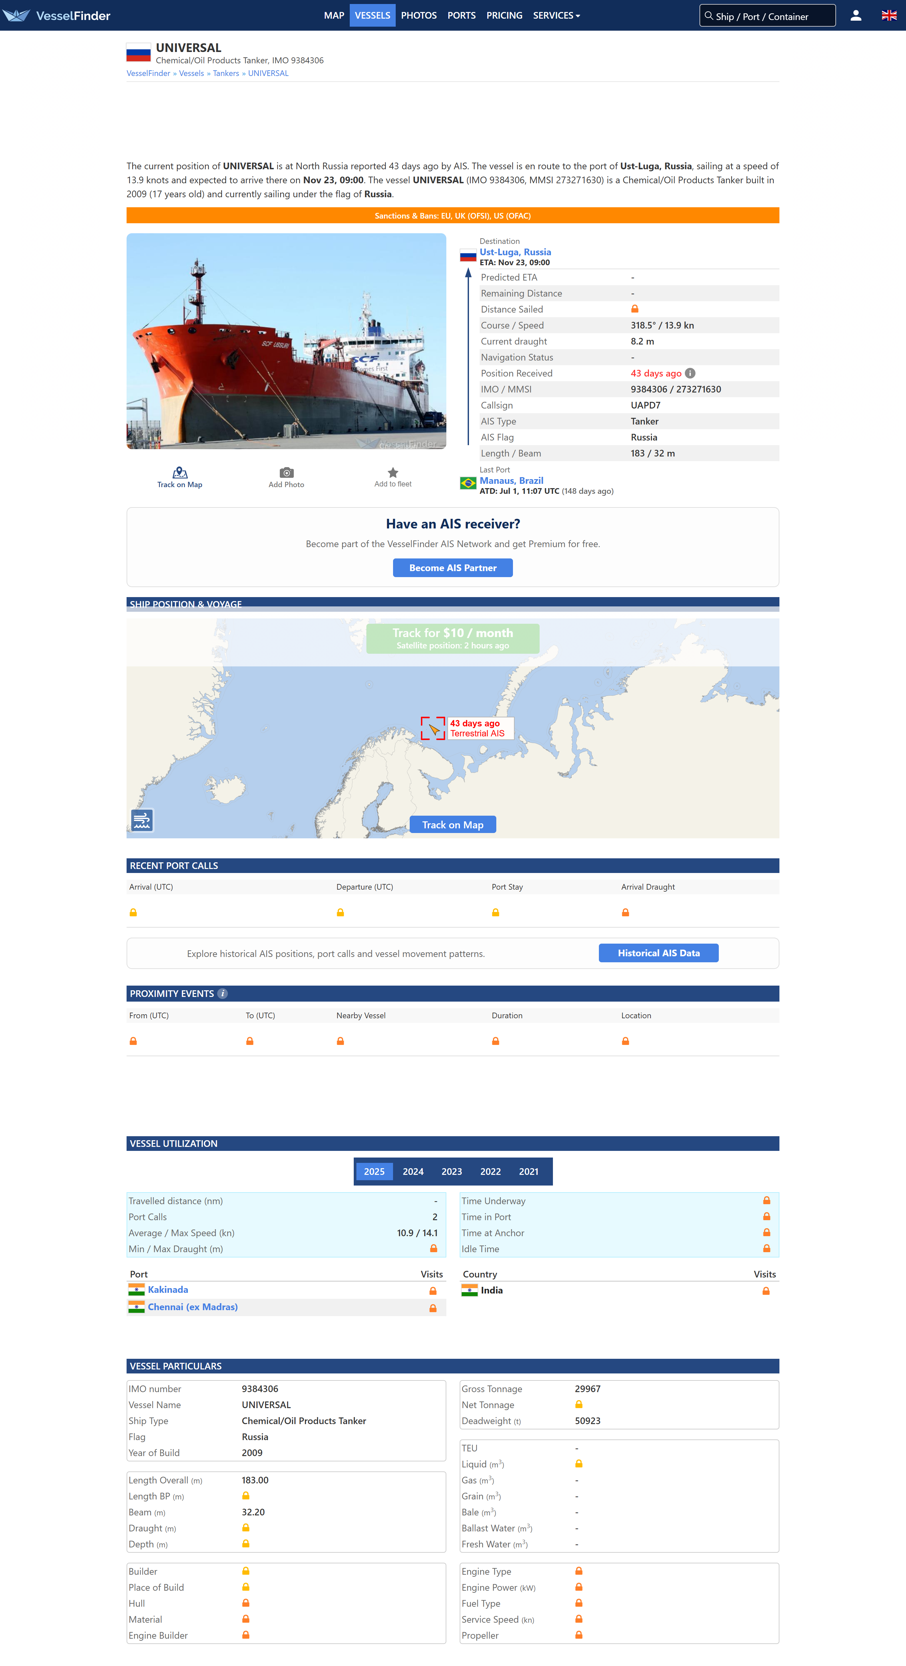 VesselFinder
MAP VESSELS PHOTOS PORTS PRICING SERVICES
Ship / Port / Container
UNIVERSAL
Chemical/Oil Products Tanker, IMO 9384306
VesselFinder » Vessels » Tankers » UNIVERSAL
The current position of UNIVERSAL is at North Russia reported 43 days ago by AIS. The vessel is en route to the port of Ust-Luga, Russia, sailing at a speed of
13.9 knots and expected to arrive there on Nov 23, 09:00. The vessel UNIVERSAL (IMO 9384306, MMSI 273271630) is a Chemical/Oil Products Tanker built in
2009 (17 years old) and currently sailing under the flag of Russia.
Sanctions & Bans: EU, UK (OFSI), US (OFAC)
SCF USSURI
SCF
VesselFinder
Track on Map
Add Photo
Add to fleet
Destination
Ust-Luga, Russia
ETA: Nov 23, 09:00
Predicted ETA -
Remaining Distance -
Distance Sailed
Course / Speed 318.5° / 13.9 kn
Current draught 8.2 m
Navigation Status -
Position Received 43 days ago
IMO / MMSI 9384306 / 273271630
Callsign UAPD7
AIS Type Tanker
AIS Flag Russia
Length / Beam 183 / 32 m
Last Port
Manaus, Brazil
ATD: Jul 1, 11:07 UTC (148 days ago)
Have an AIS receiver?
Become part of the VesselFinder AIS Network and get Premium for free.
Become AIS Partner
SHIP POSITION & VOYAGE
Track for $10 / month
Satellite position: 2 hours ago
43 days ago
Terrestrial AIS
Track on Map
RECENT PORT CALLS
Arrival (UTC) Departure (UTC) Port Stay Arrival Draught
Explore historical AIS positions, port calls and vessel movement patterns.
Historical AIS Data
PROXIMITY EVENTS
From (UTC) To (UTC) Nearby Vessel Duration Location
VESSEL UTILIZATION
2025 2024 2023 2022 2021
Travelled distance (nm) -
Port Calls 2
Average / Max Speed (kn) 10.9 / 14.1
Min / Max Draught (m)
Time Underway
Time in Port
Time at Anchor
Idle Time
Port Visits
Kakinada
Chennai (ex Madras)
Country Visits
India
VESSEL PARTICULARS
IMO number 9384306
Vessel Name UNIVERSAL
Ship Type Chemical/Oil Products Tanker
Flag Russia
Year of Build 2009
Length Overall (m) 183.00
Length BP (m)
Beam (m) 32.20
Draught (m)
Depth (m)
Builder
Place of Build
Hull
Material
Engine Builder
Gross Tonnage 29967
Net Tonnage
Deadweight (t) 50923
TEU -
Liquid (m³)
Gas (m³) -
Grain (m³) -
Bale (m³) -
Ballast Water (m³) -
Fresh Water (m³) -
Engine Type
Engine Power (kW)
Fuel Type
Service Speed (kn)
Propeller